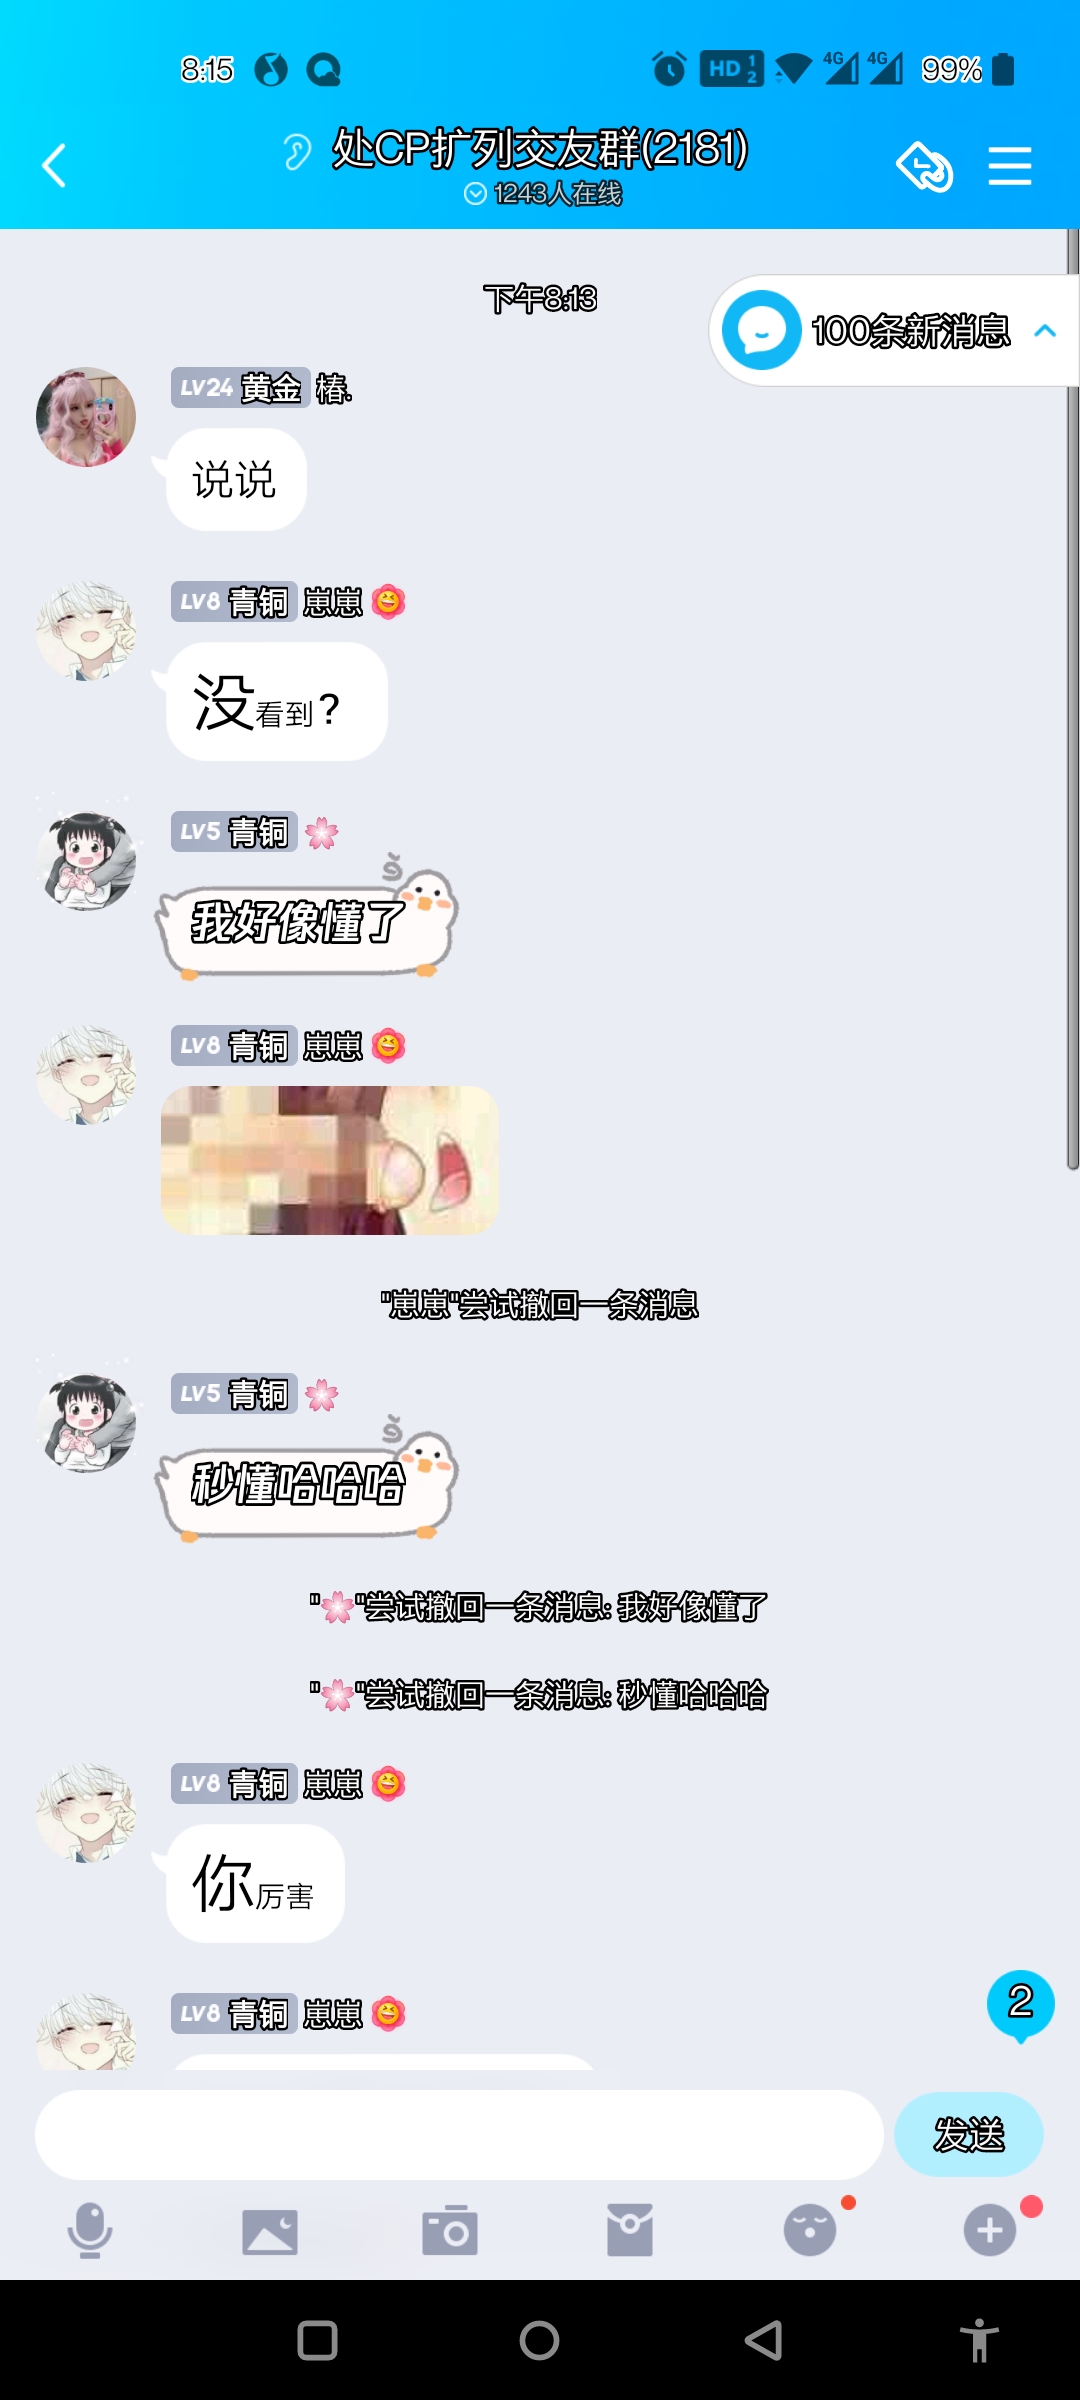 8:15
HD 1 2
4G 4G
99%
处CP扩列交友群(2181)
1243人在线
下午8:13
100条新消息
LV24 黄金 椿.
说说
LV8 青铜 崽崽
没看到？
LV5 青铜 🌸
我好像懂了
LV8 青铜 崽崽
"崽崽"尝试撤回一条消息
LV5 青铜 🌸
秒懂哈哈哈
"🌸"尝试撤回一条消息: 我好像懂了
"🌸"尝试撤回一条消息: 秒懂哈哈哈
LV8 青铜 崽崽
你厉害
LV8 青铜 崽崽
2
发送